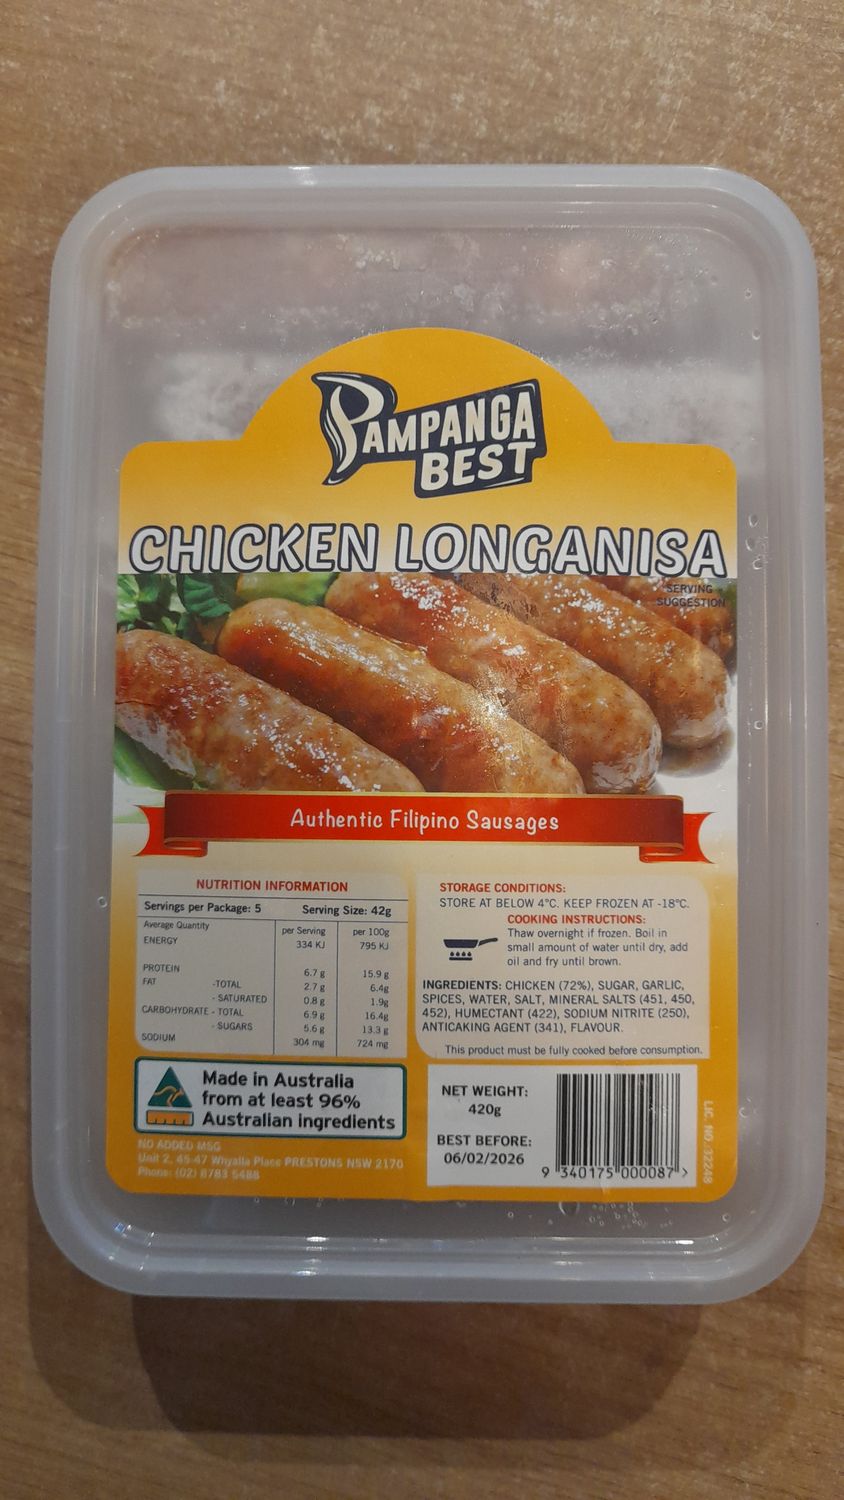 PAMPANGA
BEST
CHICKEN LONGANISA
SERVING
SUGGESTION
Authentic Filipino Sausages
NUTRITION INFORMATION
Servings per Package: 5 Serving Size: 42g
Average Quantity per Serving per 100g
ENERGY 334 KJ 795 KJ
PROTEIN 6.7 g 15.9 g
FAT -TOTAL 2.7 g 6.4g
- SATURATED 0.8 g 1.9g
CARBOHYDRATE - TOTAL 6.9 g 16.4g
- SUGARS 5.6 g 13.3 g
SODIUM 304 mg 724 mg
STORAGE CONDITIONS:
STORE AT BELOW 4°C. KEEP FROZEN AT -18°C.
COOKING INSTRUCTIONS:
Thaw overnight if frozen. Boil in
small amount of water until dry, add
oil and fry until brown.
INGREDIENTS: CHICKEN (72%), SUGAR, GARLIC,
SPICES, WATER, SALT, MINERAL SALTS (451, 450,
452), HUMECTANT (422), SODIUM NITRITE (250),
ANTICAKING AGENT (341), FLAVOUR.
This product must be fully cooked before consumption.
Made in Australia
from at least 96%
Australian ingredients
NO ADDED MSG
Unit 2, 45-47 Whyalla Place PRESTONS NSW 2170
Phone: (02) 8783 5488
NET WEIGHT:
420g
BEST BEFORE:
06/02/2026
9 340175 000087 >
LIC. NO. 32248